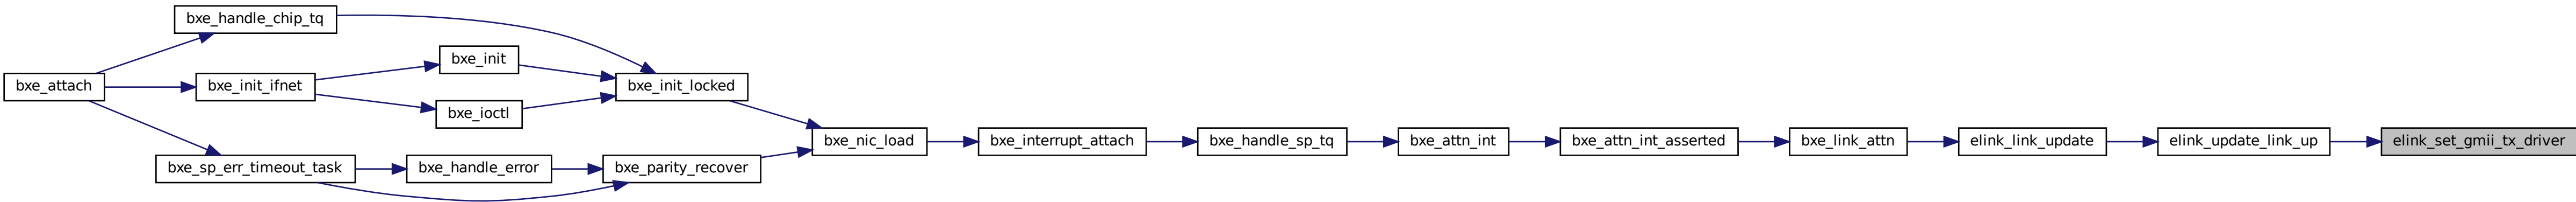 bxe_handle_chip_tq
bxe_init
bxe_attach
bxe_init_ifnet
bxe_init_locked
bxe_ioctl
bxe_nic_load
bxe_interrupt_attach
bxe_handle_sp_tq
bxe_attn_int
bxe_attn_int_asserted
bxe_link_attn
elink_link_update
elink_update_link_up
elink_set_gmii_tx_driver
bxe_sp_err_timeout_task
bxe_handle_error
bxe_parity_recover